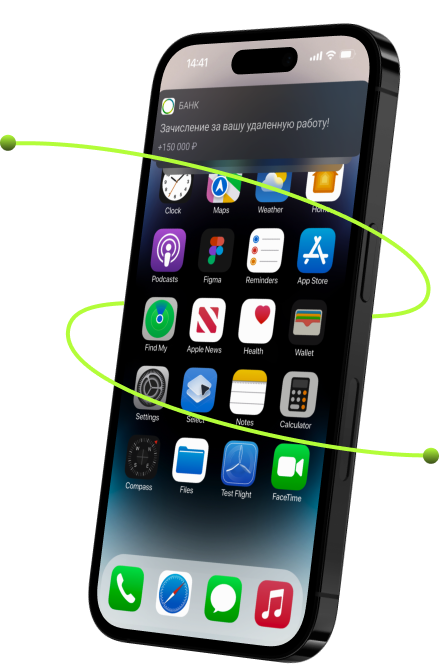 14:41
БАНК
Зачисление за вашу удаленную работу!
+150 000 ₽
Clock Maps Weather Home
Podcasts Figma Reminders App Store
Find My Apple News Health Wallet
Settings Select Notes Calculator
Compass Files Test Flight FaceTime